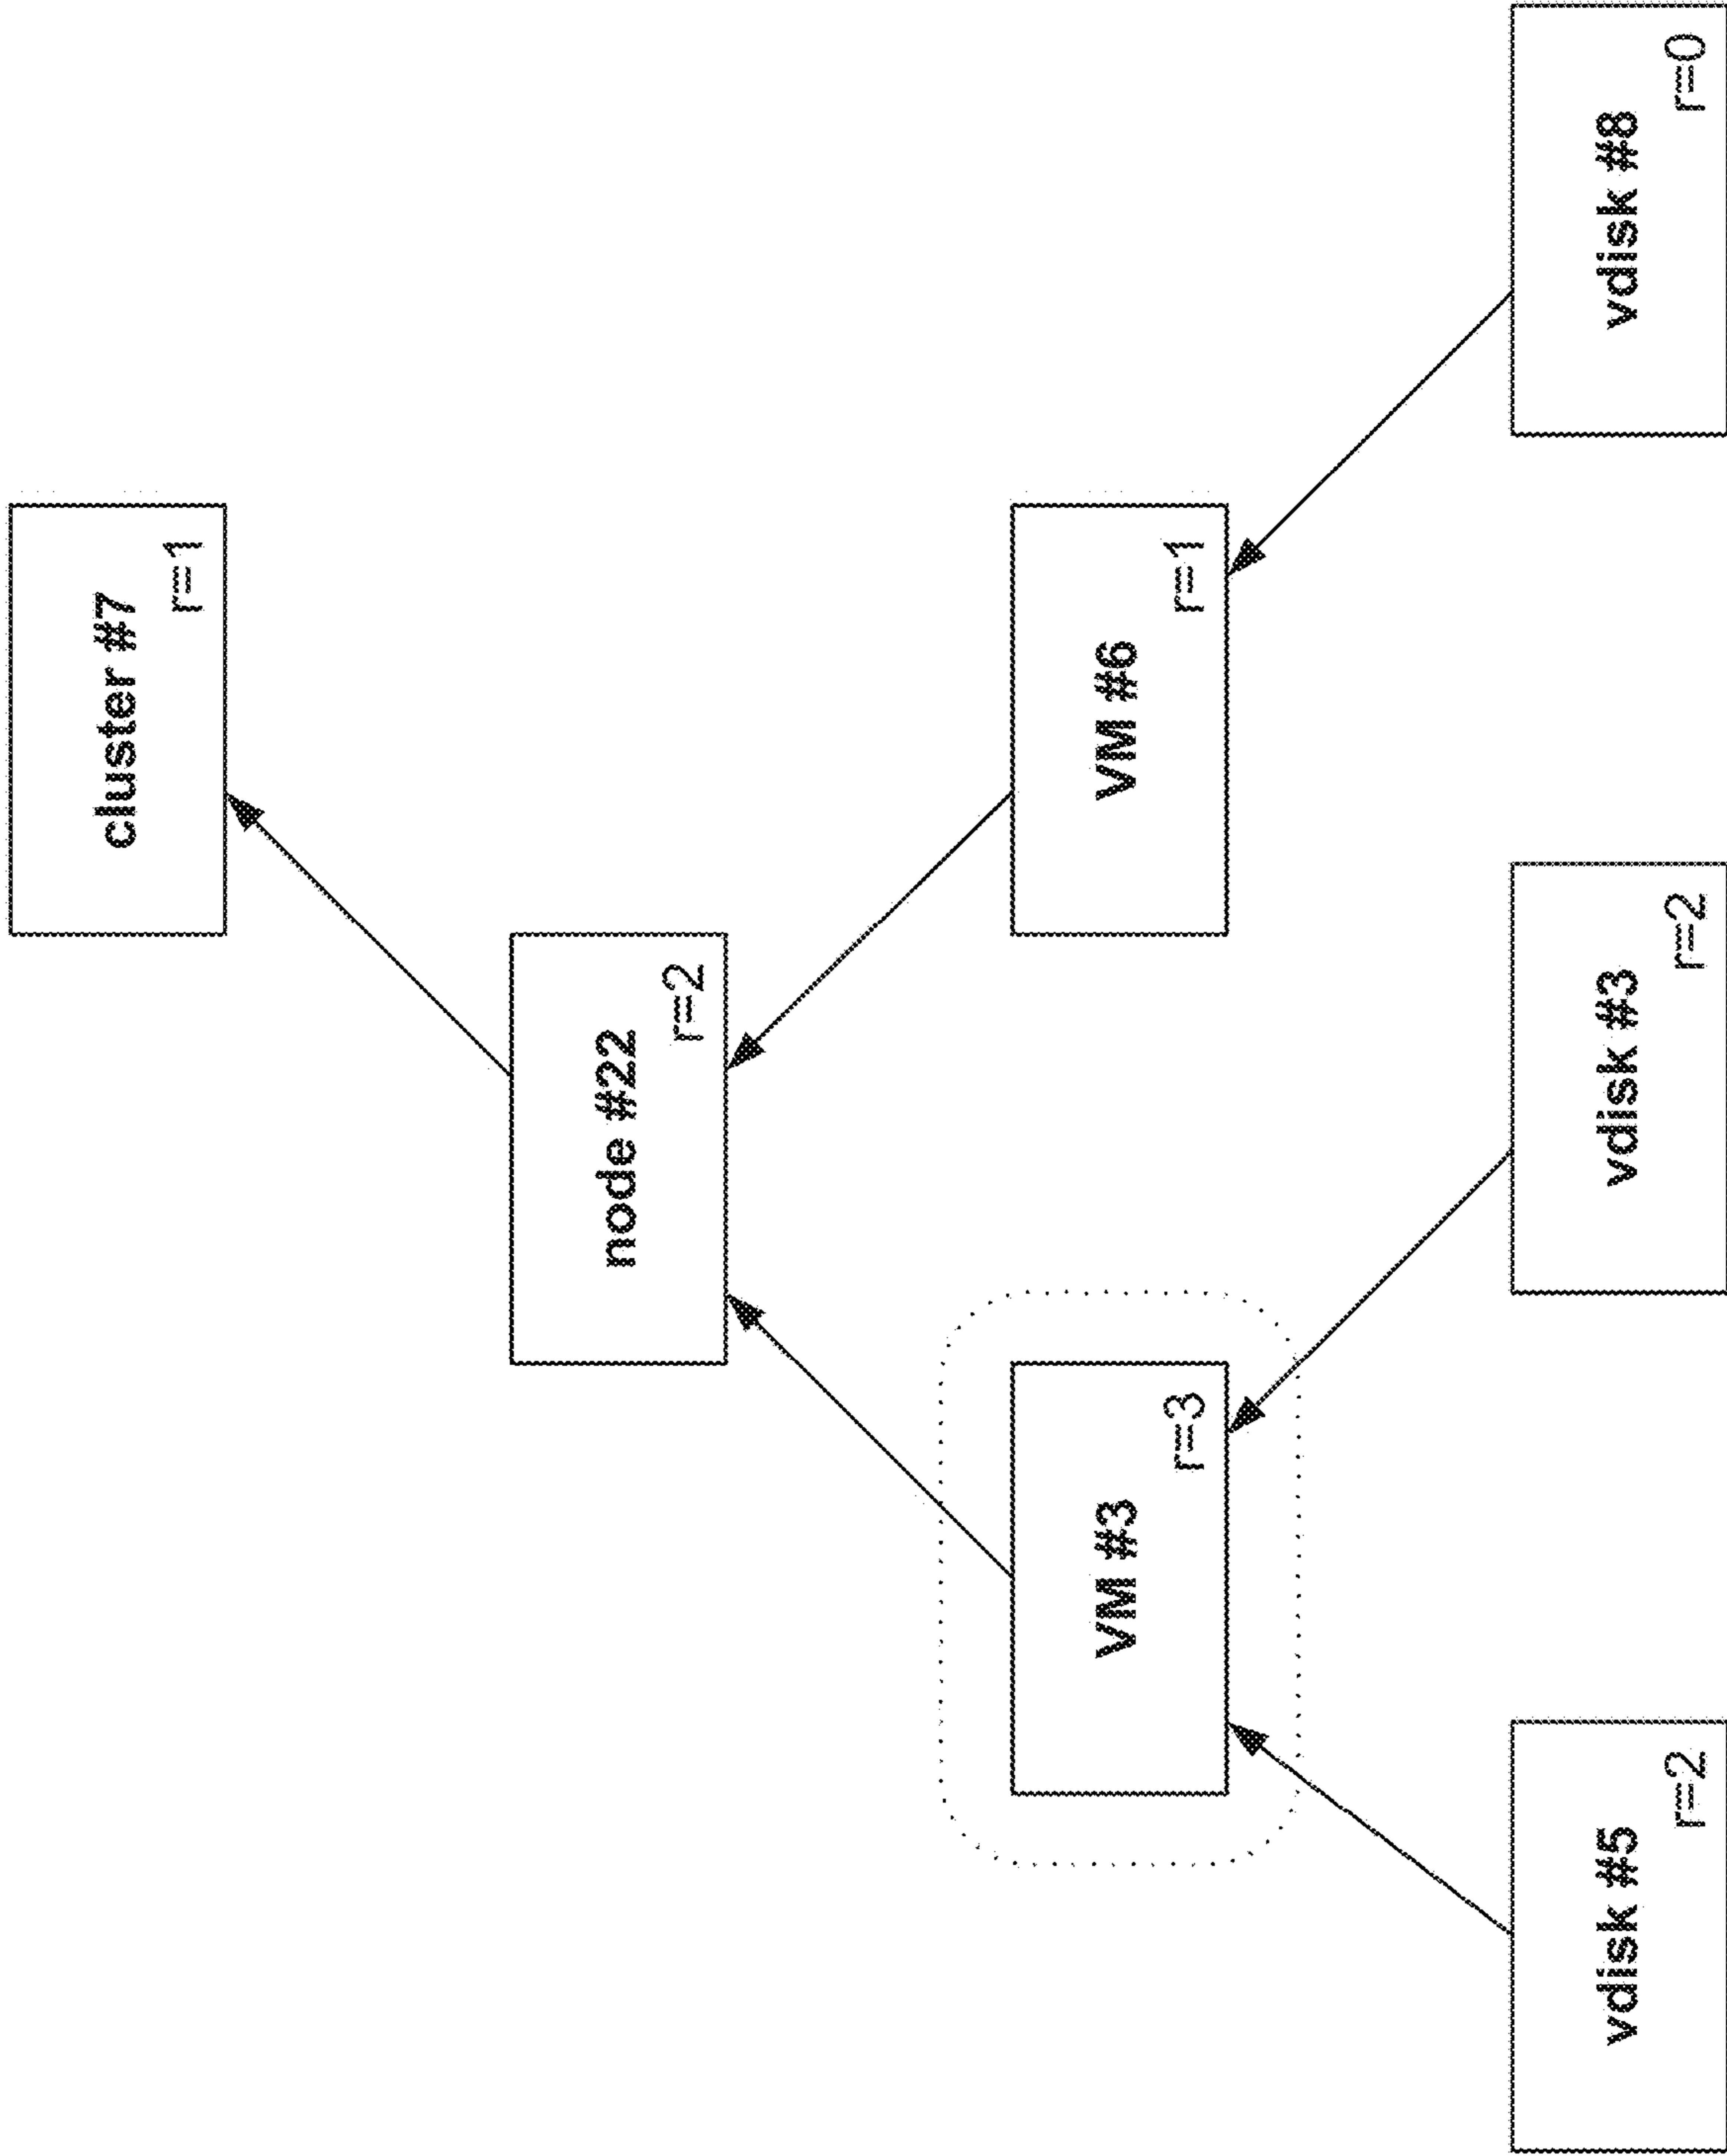 cluster #7
r=1
node #22
r=2
VM #3
r=3
VM #6
r=1
vdisk #5
r=2
vdisk #3
r=2
vdisk #8
r=0